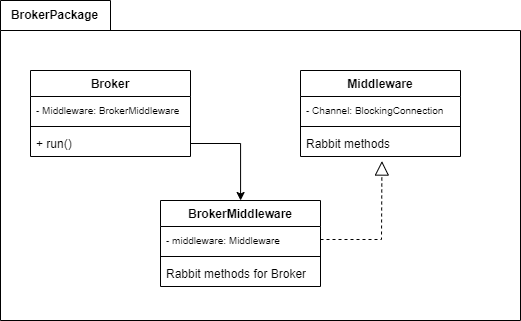 BrokerPackage
Broker
- Middleware: BrokerMiddleware
+ run()
Middleware
- Channel: BlockingConnection
Rabbit methods
BrokerMiddleware
- middleware: Middleware
Rabbit methods for Broker